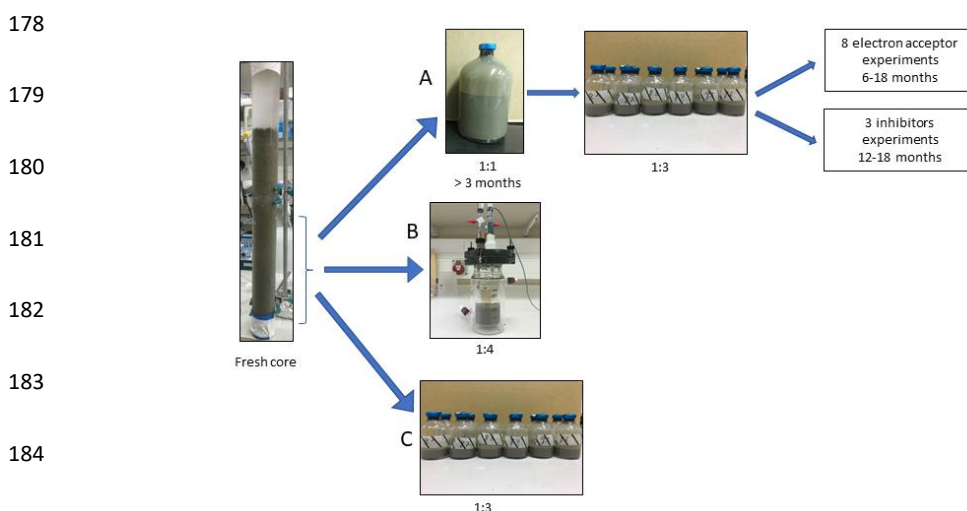 178
8 electron acceptor
experiments
6-18 months
A
179
3 inhibitors
experiments
12-18 months
180
1:1
> 3 months
1:3
181
B
182
1:4
Fresh core
183
C
184
1:3